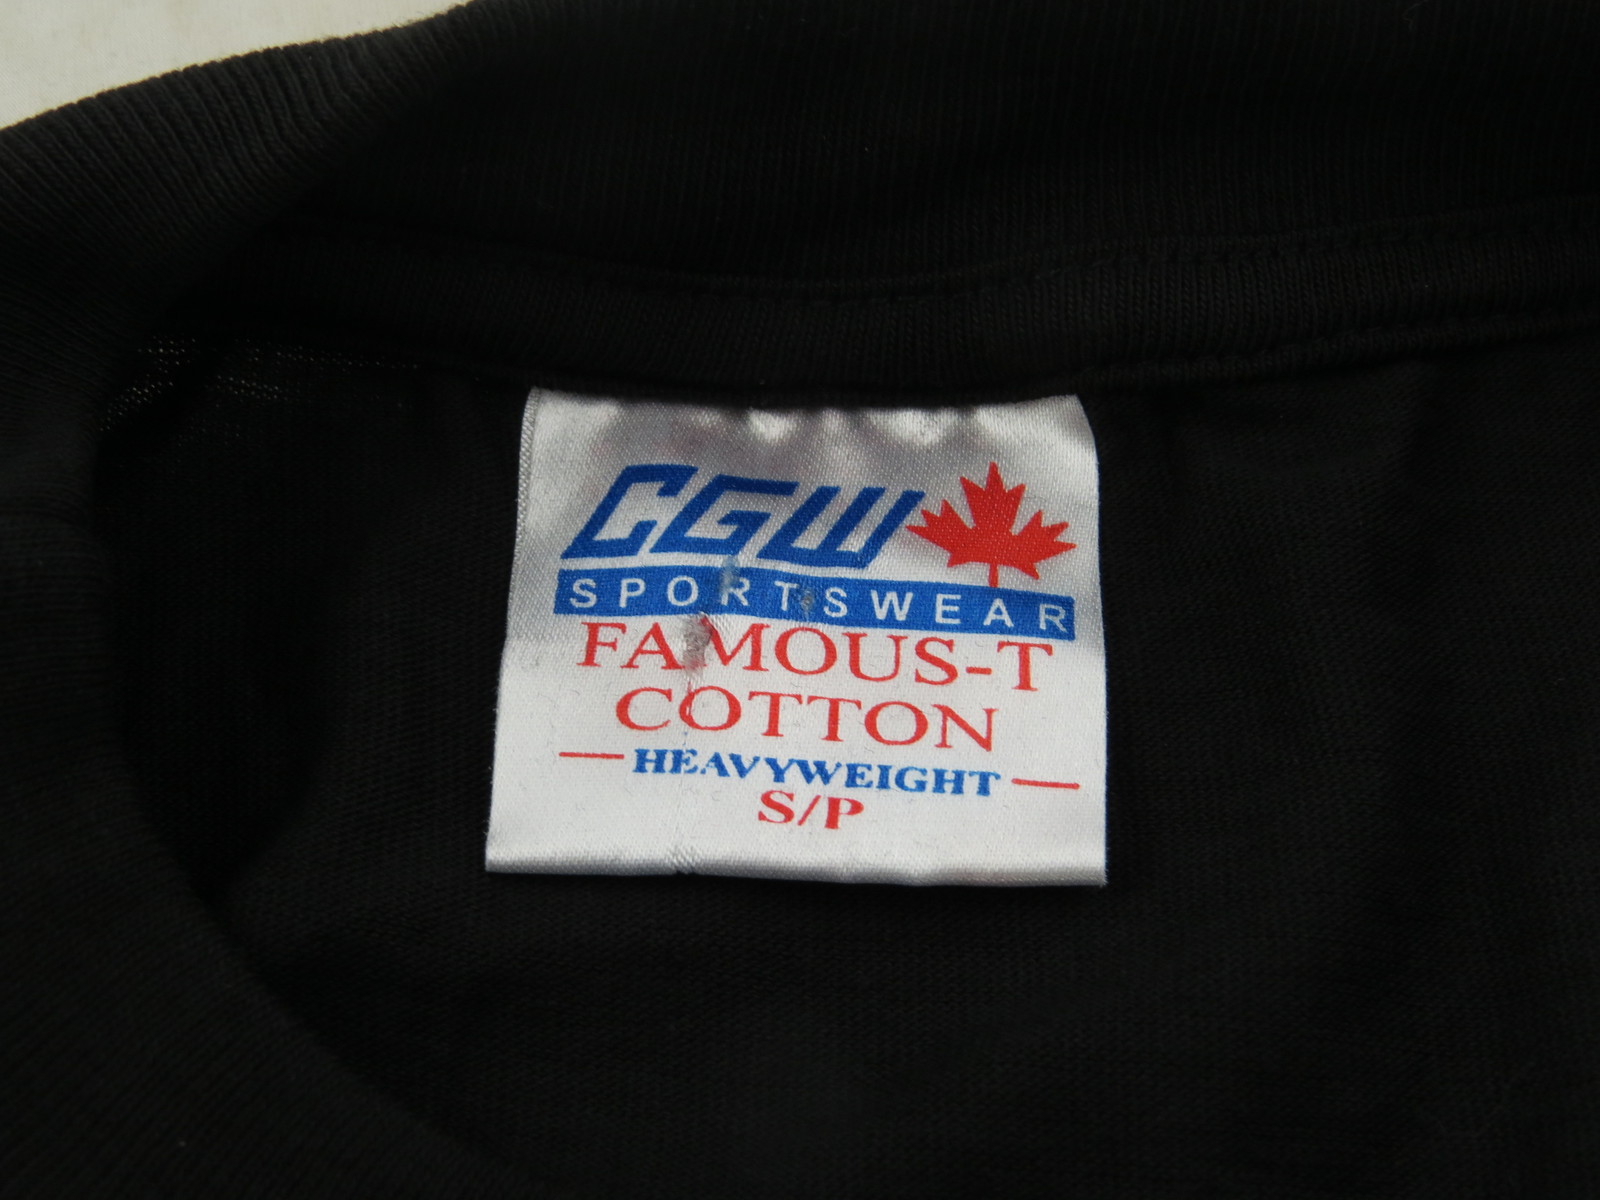 CGW
SPORTSWEAR
FAMOUS-T
COTTON
HEAVYWEIGHT
S/P